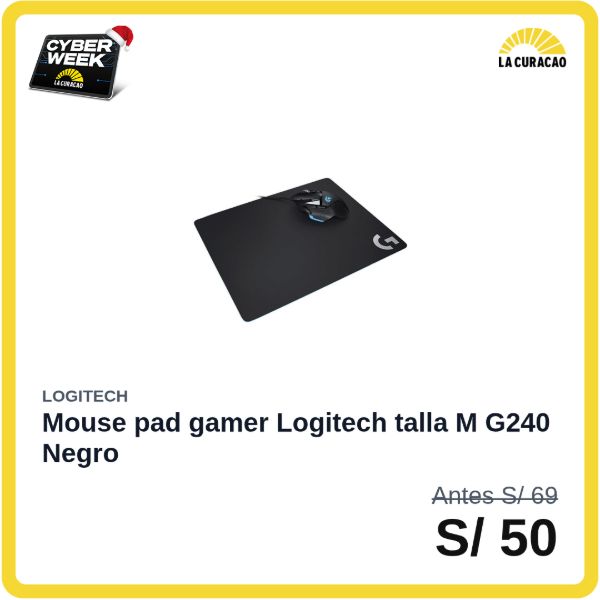 CYBER
WEEK
LA CURACAO
LA CURACAO
LOGITECH
Mouse pad gamer Logitech talla M G240
Negro
Antes S/ 69
S/ 50